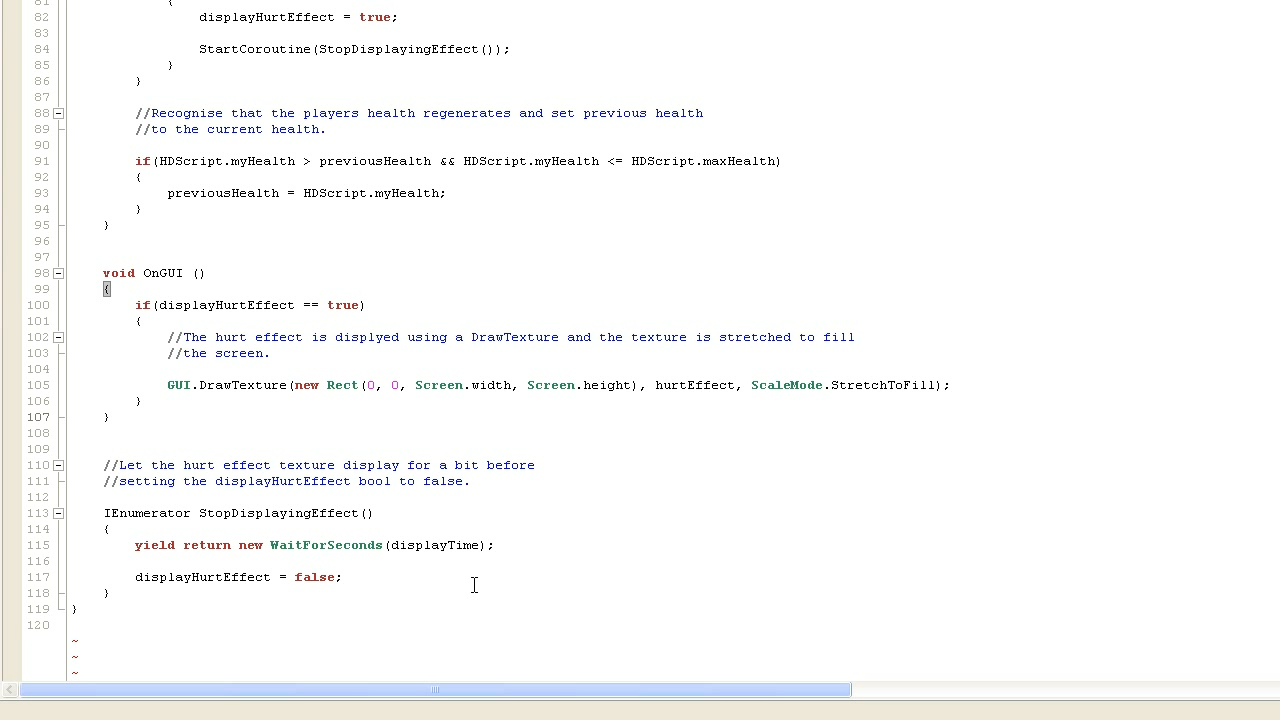 81 {
82 displayHurtEffect = true;
83
84 StartCoroutine(StopDisplayingEffect());
85 }
86 }
87
88 //Recognise that the players health regenerates and set previous health
89 //to the current health.
90
91 if(HDScript.myHealth > previousHealth && HDScript.myHealth <= HDScript.maxHealth)
92 {
93 previousHealth = HDScript.myHealth;
94 }
95 }
96
97
98 void OnGUI ()
99 {
100 if(displayHurtEffect == true)
101 {
102 //The hurt effect is displyed using a DrawTexture and the texture is stretched to fill
103 //the screen.
104
105 GUI.DrawTexture(new Rect(0, 0, Screen.width, Screen.height), hurtEffect, ScaleMode.StretchToFill);
106 }
107 }
108
109
110 //Let the hurt effect texture display for a bit before
111 //setting the displayHurtEffect bool to false.
112
113 IEnumerator StopDisplayingEffect()
114 {
115 yield return new WaitForSeconds(displayTime);
116
117 displayHurtEffect = false;
118 }
119 }
120
~
~
~